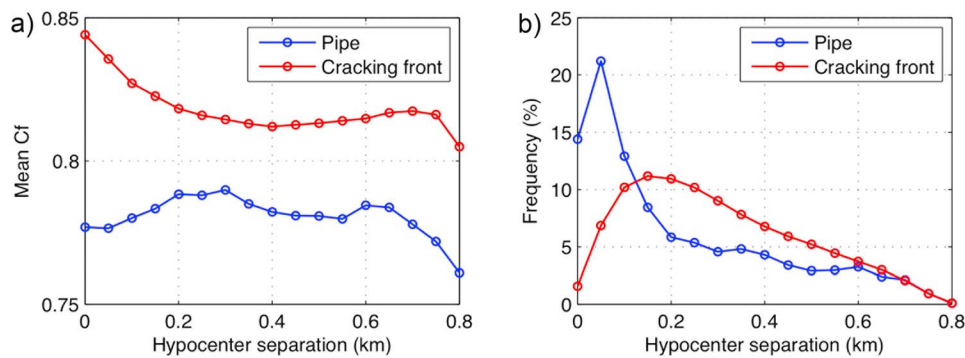 a)
0.85
0.8
0.75
Mean Cf
Pipe
Cracking front
0 0.2 0.4 0.6 0.8
Hypocenter separation (km)
b)
25
20
15
10
5
0
Frequency (%)
Pipe
Cracking front
0 0.2 0.4 0.6 0.8
Hypocenter separation (km)